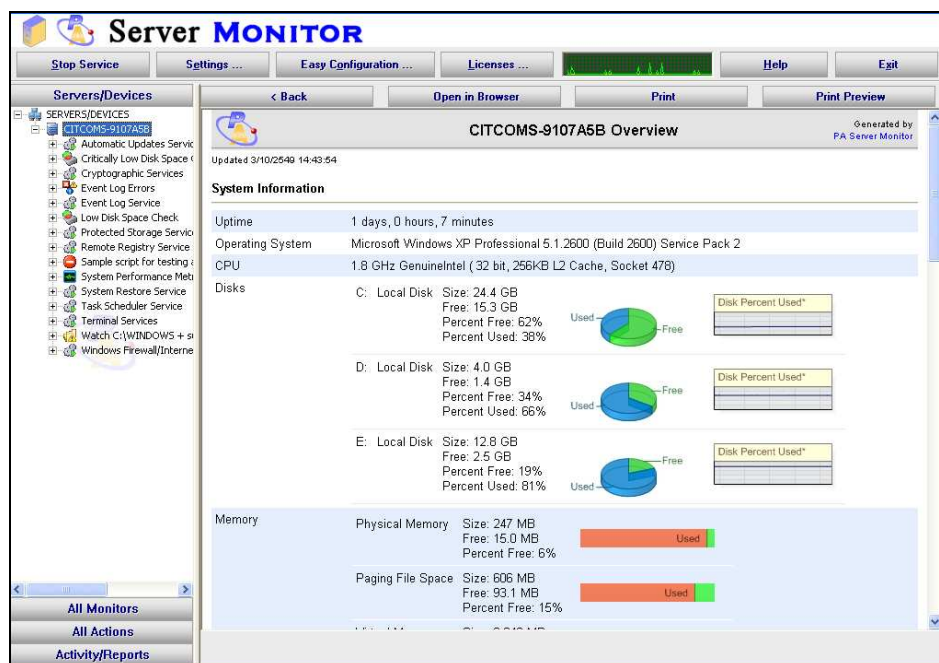 Server MONITOR
Stop Service
Settings ...
Easy Configuration ...
Licenses ...
Help
Exit
Servers/Devices
< Back
Open in Browser
Print
Print Preview
SERVERS/DEVICES
CITCOMS-9107A5B
Automatic Updates Servic
Critically Low Disk Space
Cryptographic Services
Event Log Errors
Event Log Service
Low Disk Space Check
Protected Storage Servic
Remote Registry Service
Sample script for testing
System Performance Metr
System Restore Service
Task Scheduler Service
Terminal Services
Watch C:\WINDOWS + s
Windows Firewall/Interne
All Monitors
All Actions
Activity/Reports
CITCOMS-9107A5B Overview
Generated by
PA Server Monitor
Updated 3/10/2549 14:43:54
System Information
Uptime 1 days, 0 hours, 7 minutes
Operating System Microsoft Windows XP Professional 5.1.2600 (Build 2600) Service Pack 2
CPU 1.8 GHz GenuineIntel ( 32 bit, 256KB L2 Cache, Socket 478)
Disks
C: Local Disk Size: 24.4 GB
Free: 15.3 GB
Percent Free: 62%
Percent Used: 38%
Used
Free
Disk Percent Used*
D: Local Disk Size: 4.0 GB
Free: 1.4 GB
Percent Free: 34%
Percent Used: 66%
Used
Free
Disk Percent Used*
E: Local Disk Size: 12.8 GB
Free: 2.5 GB
Percent Free: 19%
Percent Used: 81%
Used
Free
Disk Percent Used*
Memory
Physical Memory Size: 247 MB
Free: 15.0 MB
Percent Free: 6%
Used
Paging File Space Size: 606 MB
Free: 93.1 MB
Percent Free: 15%
Used